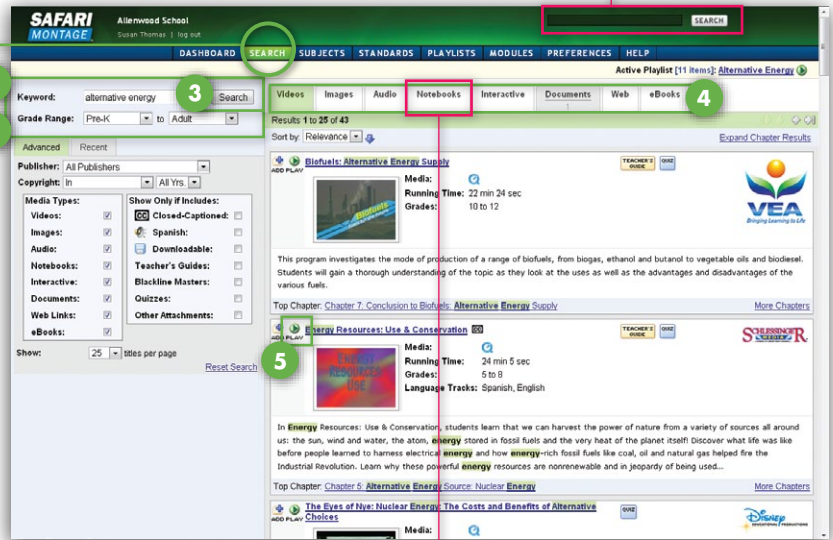 SAFARI
MONTAGE
Allenwood School
Susan Thomas | log out
SEARCH
DASHBOARD SEARCH SUBJECTS STANDARDS PLAYLISTS MODULES PREFERENCES HELP
Active Playlist [11 items]: Alternative Energy
Keyword: alternative energy 3 Search
Grade Range: Pre-K to Adult
Videos Images Audio Notebooks Interactive Documents Web eBooks 4
1
Results 1 to 25 of 43
Sort by: Relevance
Expand Chapter Results
Advanced Recent
Publisher: All Publishers
Copyright: In All Yrs.
Media Types:
Videos:
Images:
Audio:
Notebooks:
Interactive:
Documents:
Web Links:
eBooks:
Show Only if Includes:
CC Closed-Captioned:
Spanish:
Downloadable:
Teacher's Guides:
Blackline Masters:
Quizzes:
Other Attachments:
Show: 25 titles per page
Reset Search
ADD PLAY
Biofuels: Alternative Energy Supply
Biofuels
Media:
Running Time: 22 min 24 sec
Grades: 10 to 12
TEACHER'S GUIDE QUIZ
VEA
Bringing Learning to Life
This program investigates the mode of production of a range of biofuels, from biogas, ethanol and butanol to vegetable oils and biodiesel.
Students will gain a thorough understanding of the topic as they look at the uses as well as the advantages and disadvantages of the
various fuels.
Top Chapter: Chapter 7: Conclusion to Biofuels: Alternative Energy Supply
More Chapters
ADD PLAY
5
Energy Resources: Use & Conservation CC
ENERGY
RESOURCES
USE
Media:
Running Time: 24 min 5 sec
Grades: 5 to 8
Language Tracks: Spanish, English
TEACHER'S GUIDE QUIZ
SCHLESSINGER
MEDIA
In Energy Resources: Use & Conservation, students learn that we can harvest the power of nature from a variety of sources all around
us: the sun, wind and water, the atom, energy stored in fossil fuels and the very heat of the planet itself! Discover what life was like
before people learned to harness electrical energy and how energy-rich fossil fuels like coal, oil and natural gas helped fire the
Industrial Revolution. Learn why these powerful energy resources are nonrenewable and in jeopardy of being used...
Top Chapter: Chapter 5: Alternative Energy Source: Nuclear Energy
More Chapters
ADD PLAY
The Eyes of Nye: Nuclear Energy: The Costs and Benefits of Alternative
Choices
Media:
QUIZ
Disney
EDUCATIONAL PRODUCTIONS